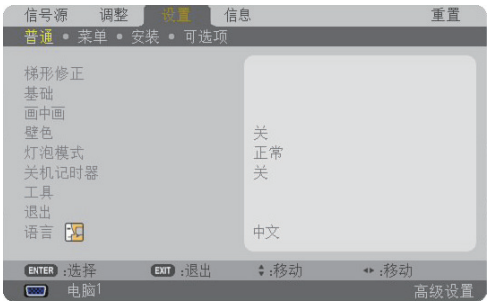 信号源 调整 设置 信息 重置
普通 • 菜单 • 安装 • 可选项
梯形修正
基础
画中画
壁色 关
灯泡模式 正常
关机记时器 关
工具
退出
语言 中文
ENTER :选择 EXIT :退出 :移动 :移动
电脑1 高级设置